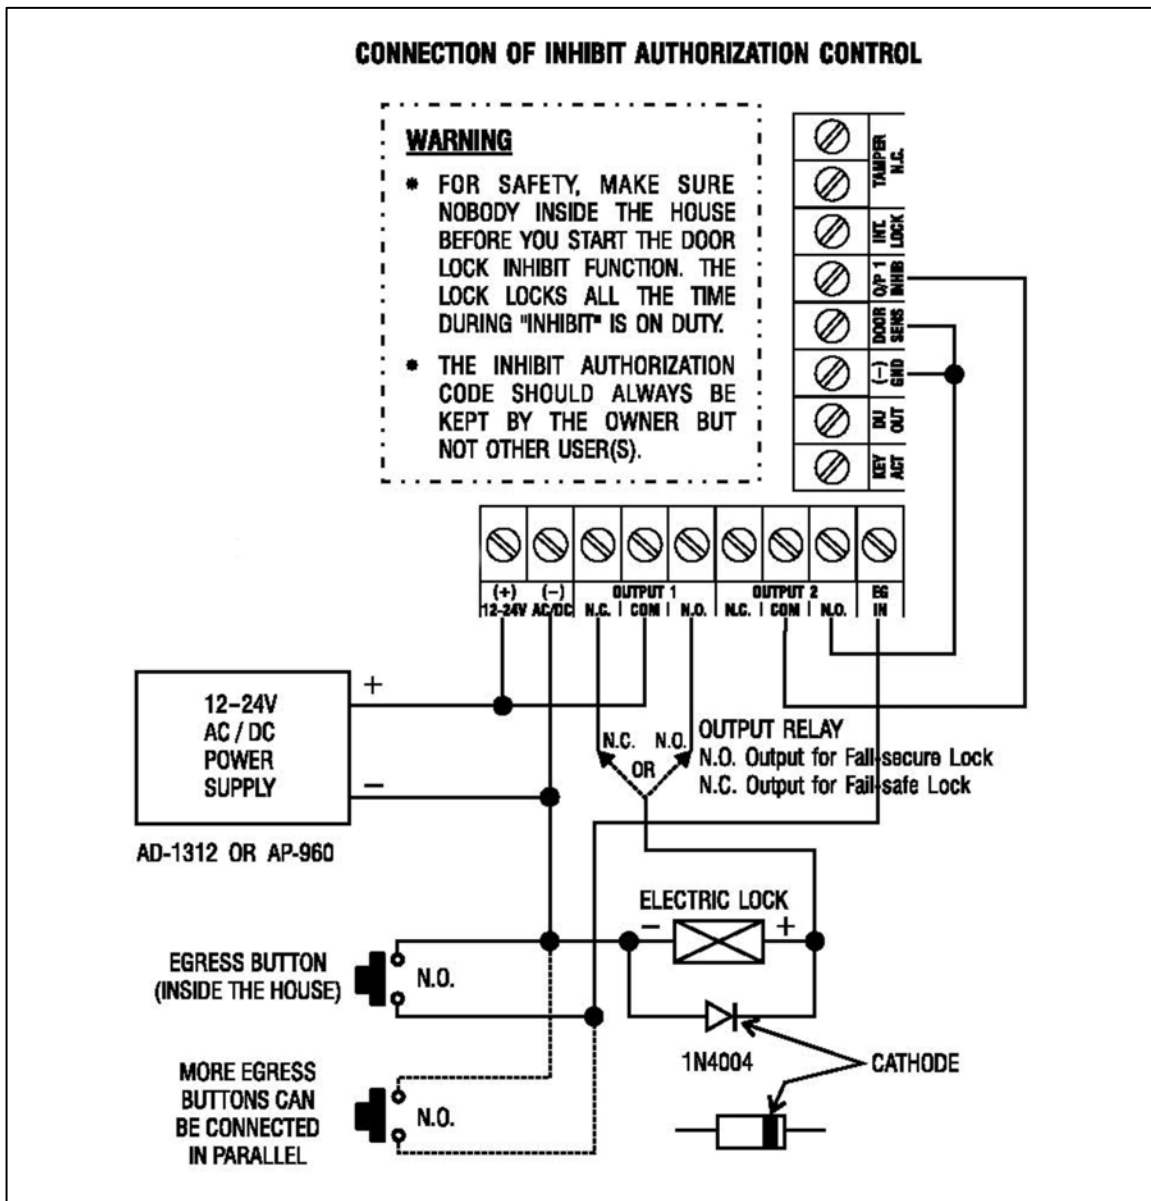 CONNECTION OF INHIBIT AUTHORIZATION CONTROL
WARNING
* FOR SAFETY, MAKE SURE
NOBODY INSIDE THE HOUSE
BEFORE YOU START THE DOOR
LOCK INHIBIT FUNCTION. THE
LOCK LOCKS ALL THE TIME
DURING "INHIBIT" IS ON DUTY.
* THE INHIBIT AUTHORIZATION
CODE SHOULD ALWAYS BE
KEPT BY THE OWNER BUT
NOT OTHER USER(S).
TAMPER
N.C.
INT.
LOCK
O/P 1
INHIB
DOOR
SENS
(–)
GND
DU
OUT
KEY
ACT
(+) (–) OUTPUT 1 OUTPUT 2 EG
12-24V AC/DC N.C. COM N.O. N.C. COM N.O. IN
12–24V
AC / DC
POWER
SUPPLY
+
–
AD-1312 OR AP-960
N.C. N.O.
OR
OUTPUT RELAY
N.O. Output for Fail-secure Lock
N.C. Output for Fail-safe Lock
ELECTRIC LOCK
– +
EGRESS BUTTON
(INSIDE THE HOUSE)
N.O.
1N4004
CATHODE
MORE EGRESS
BUTTONS CAN
BE CONNECTED
IN PARALLEL
N.O.